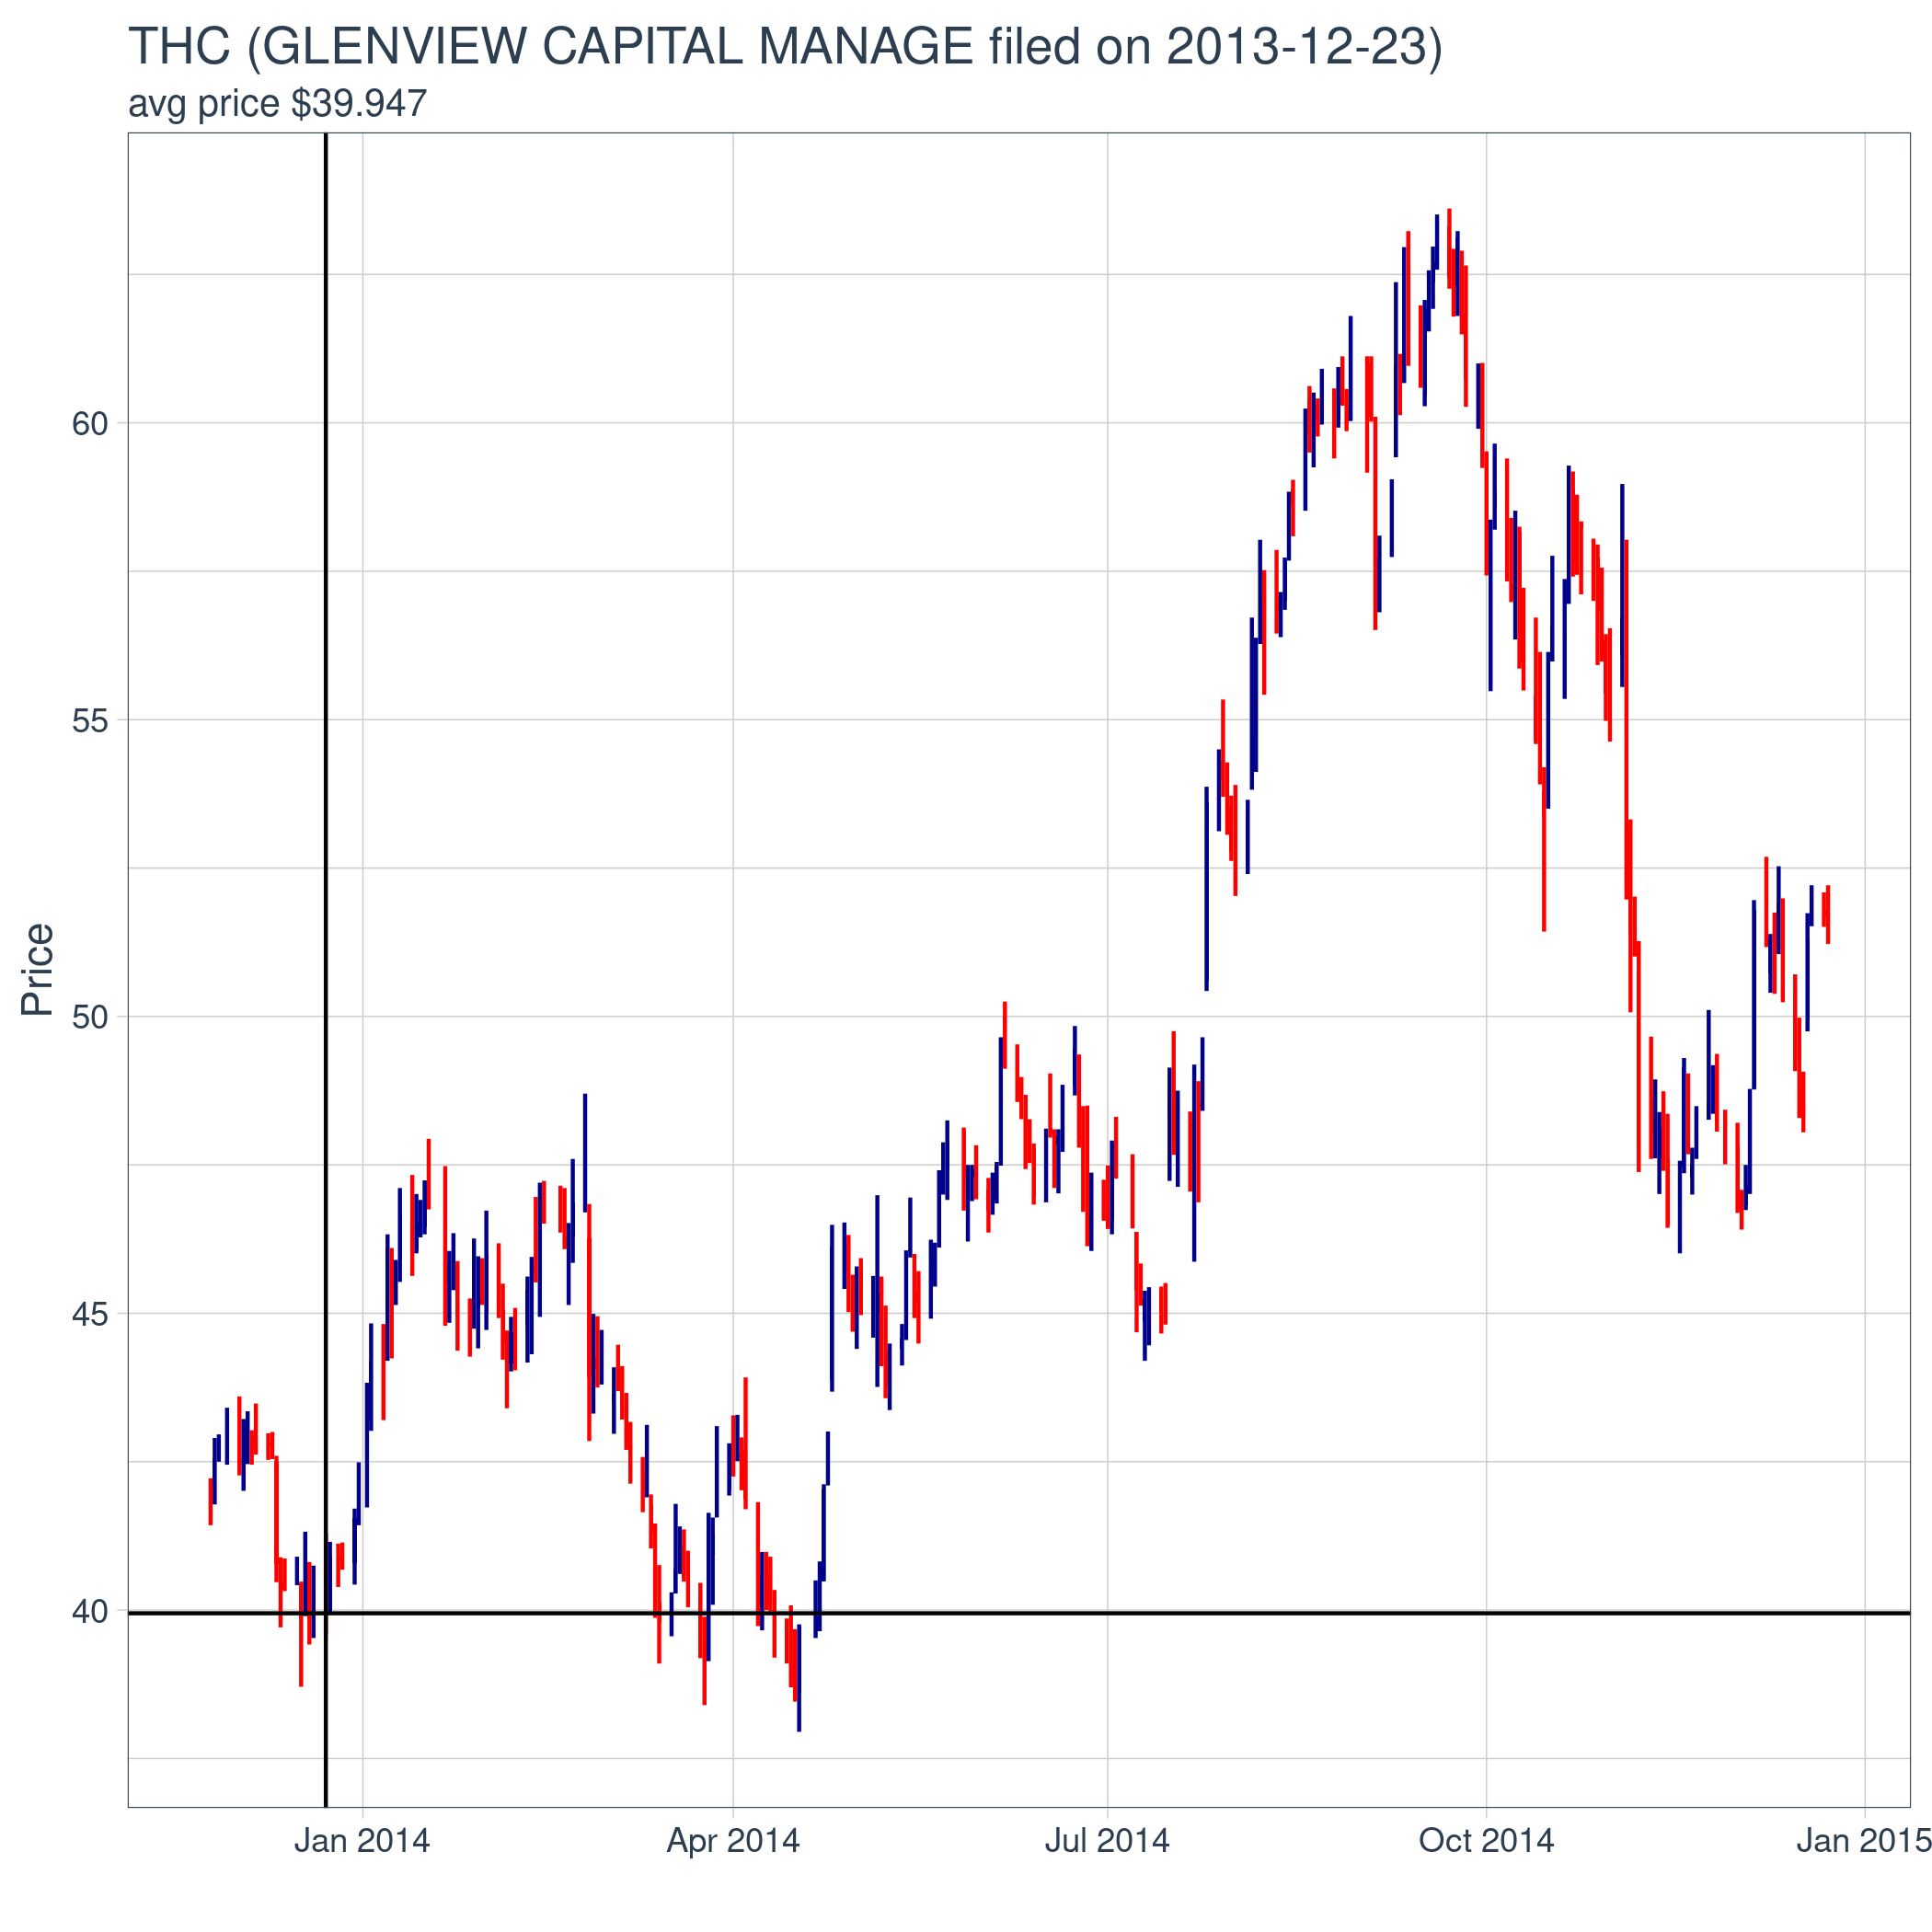 THC (GLENVIEW CAPITAL MANAGE filed on 2013-12-23)
avg price $39.947
Price
60
55
50
45
40
Jan 2014
Apr 2014
Jul 2014
Oct 2014
Jan 2015